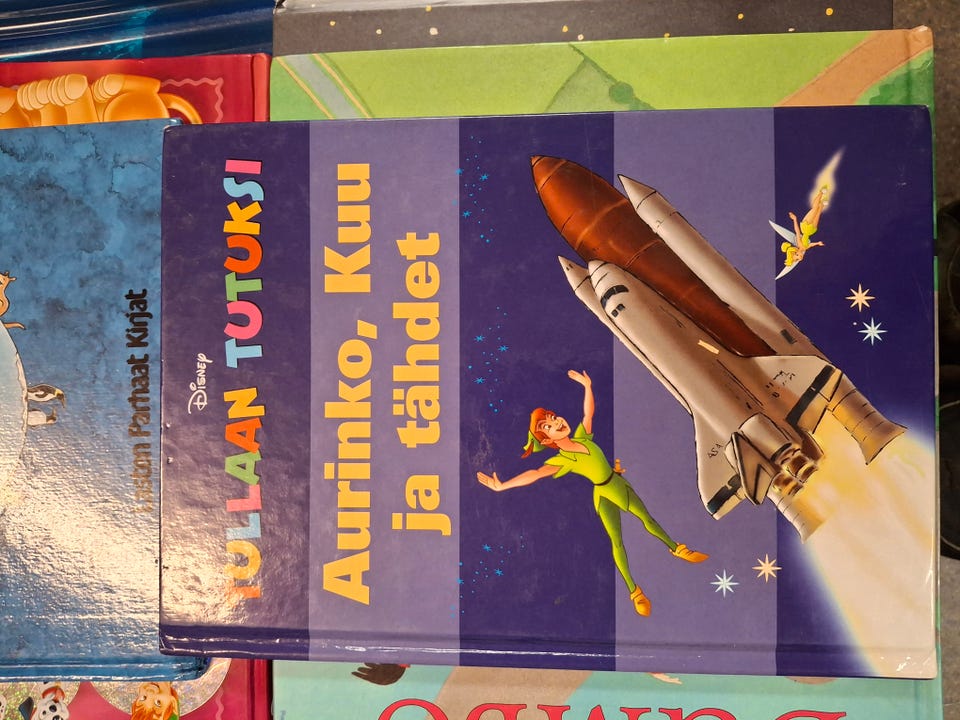 DISNEY
TULLAAN TUTUKSI
Aurinko, Kuu
ja tähdet
Parhaat Kirjat